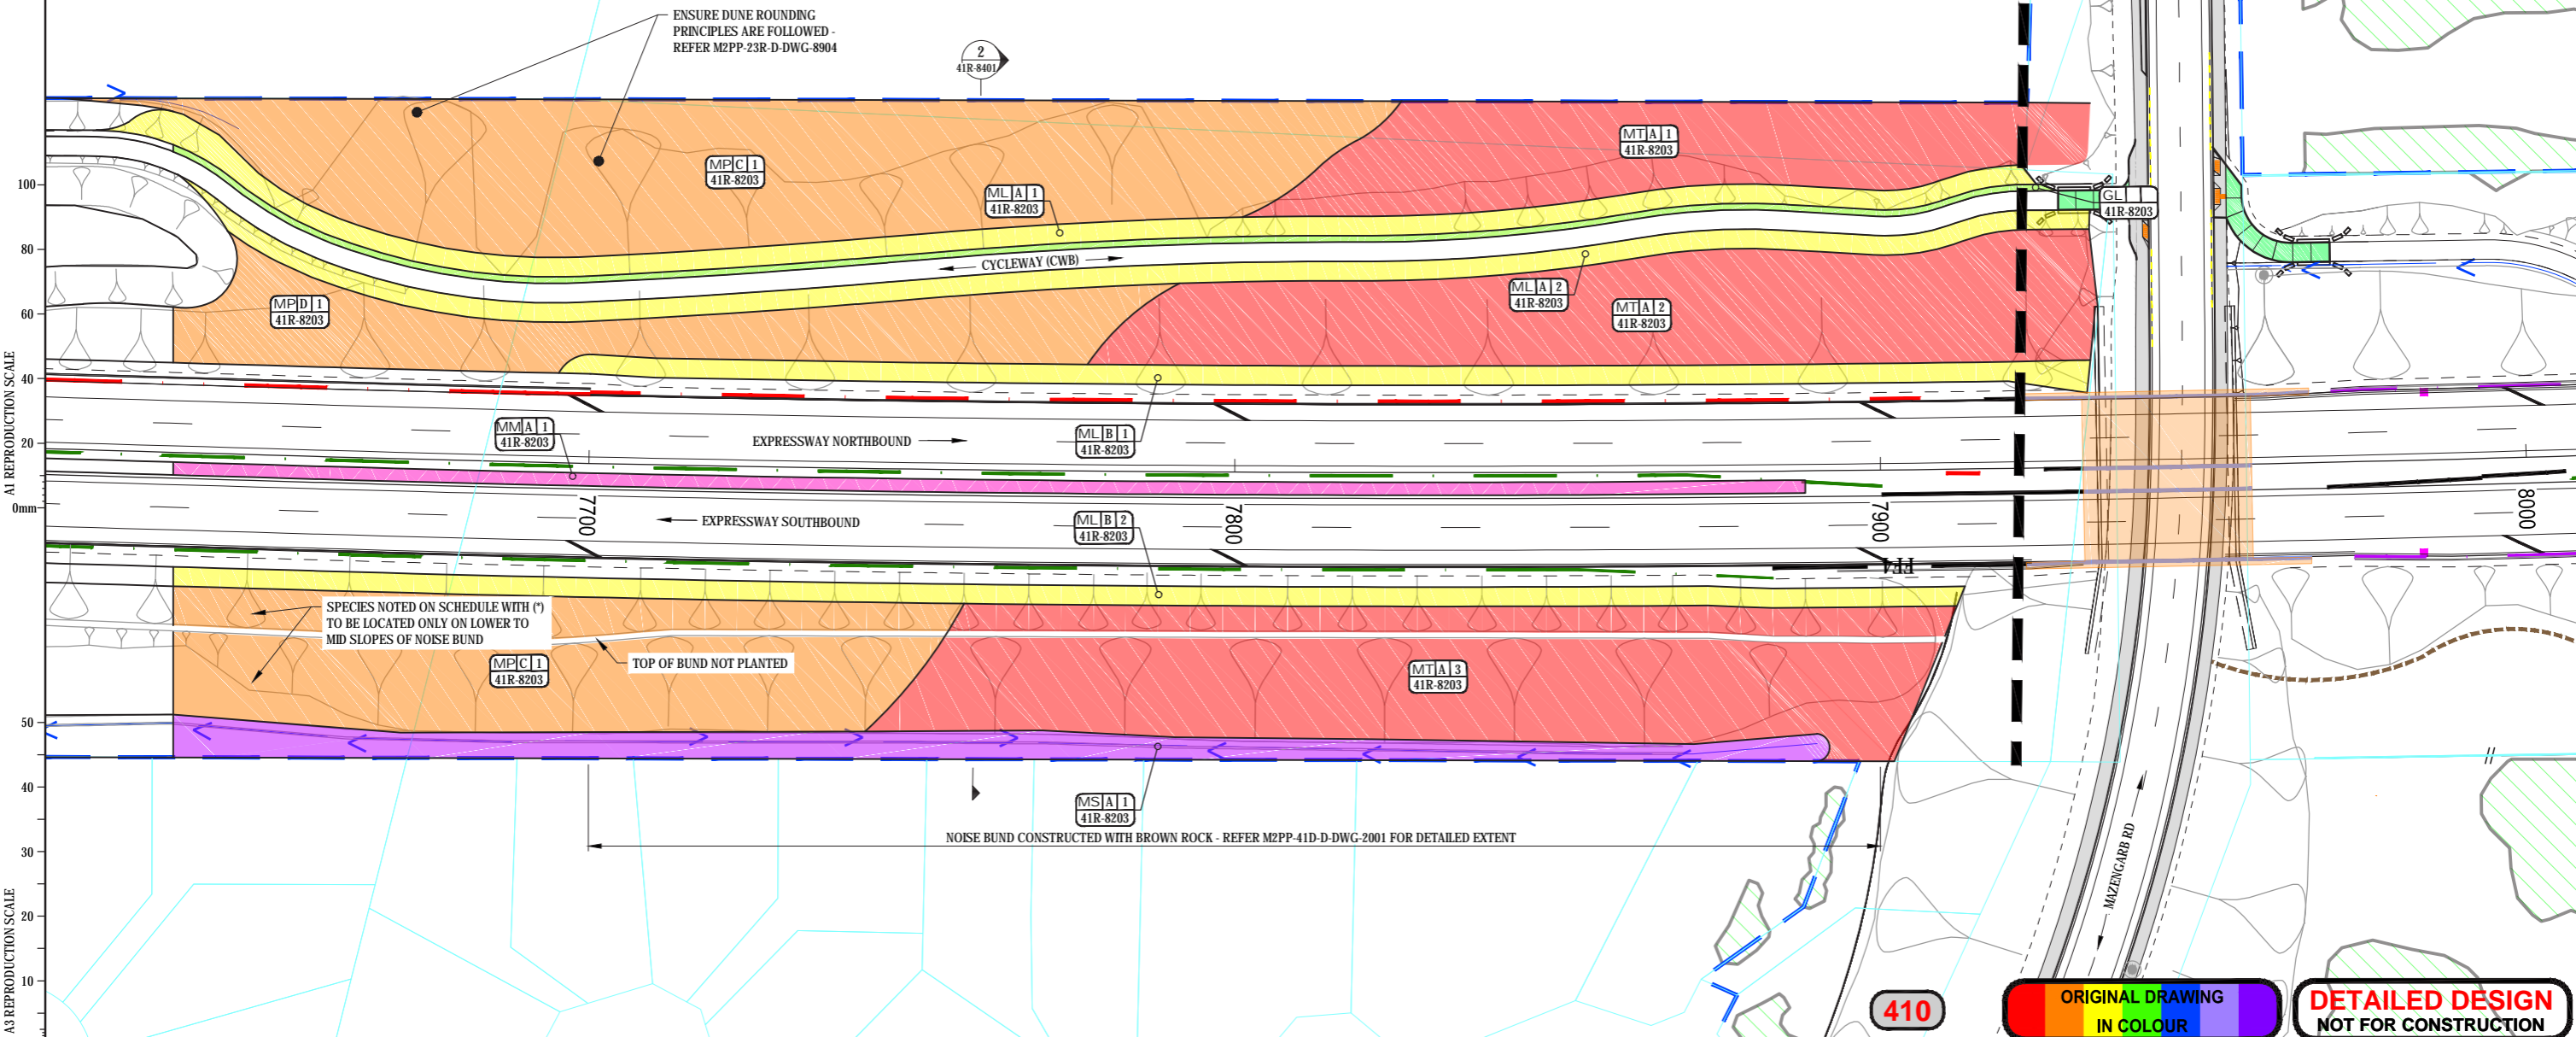 ENSURE DUNE ROUNDING
PRINCIPLES ARE FOLLOWED -
REFER M2PP-23R-D-DWG-8904
2
41R-8401
MP C 1
41R-8203
ML A 1
41R-8203
MT A 1
41R-8203
GL
41R-8203
100
80
60
40
20
0mm
A1 REPRODUCTION SCALE
CYCLEWAY (CWB)
MP D 1
41R-8203
ML A 2
41R-8203
MT A 2
41R-8203
MM A 1
41R-8203
EXPRESSWAY NORTHBOUND
ML B 1
41R-8203
7700
7800
7900
8000
EXPRESSWAY SOUTHBOUND
ML B 2
41R-8203
FF4
SPECIES NOTED ON SCHEDULE WITH (*)
TO BE LOCATED ONLY ON LOWER TO
MID SLOPES OF NOISE BUND
TOP OF BUND NOT PLANTED
MP C 1
41R-8203
MT A 3
41R-8203
50
40
30
20
10
A3 REPRODUCTION SCALE
MS A 1
41R-8203
NOISE BUND CONSTRUCTED WITH BROWN ROCK - REFER M2PP-41D-D-DWG-2001 FOR DETAILED EXTENT
MAZENGARB RD
410
ORIGINAL DRAWING
IN COLOUR
DETAILED DESIGN
NOT FOR CONSTRUCTION